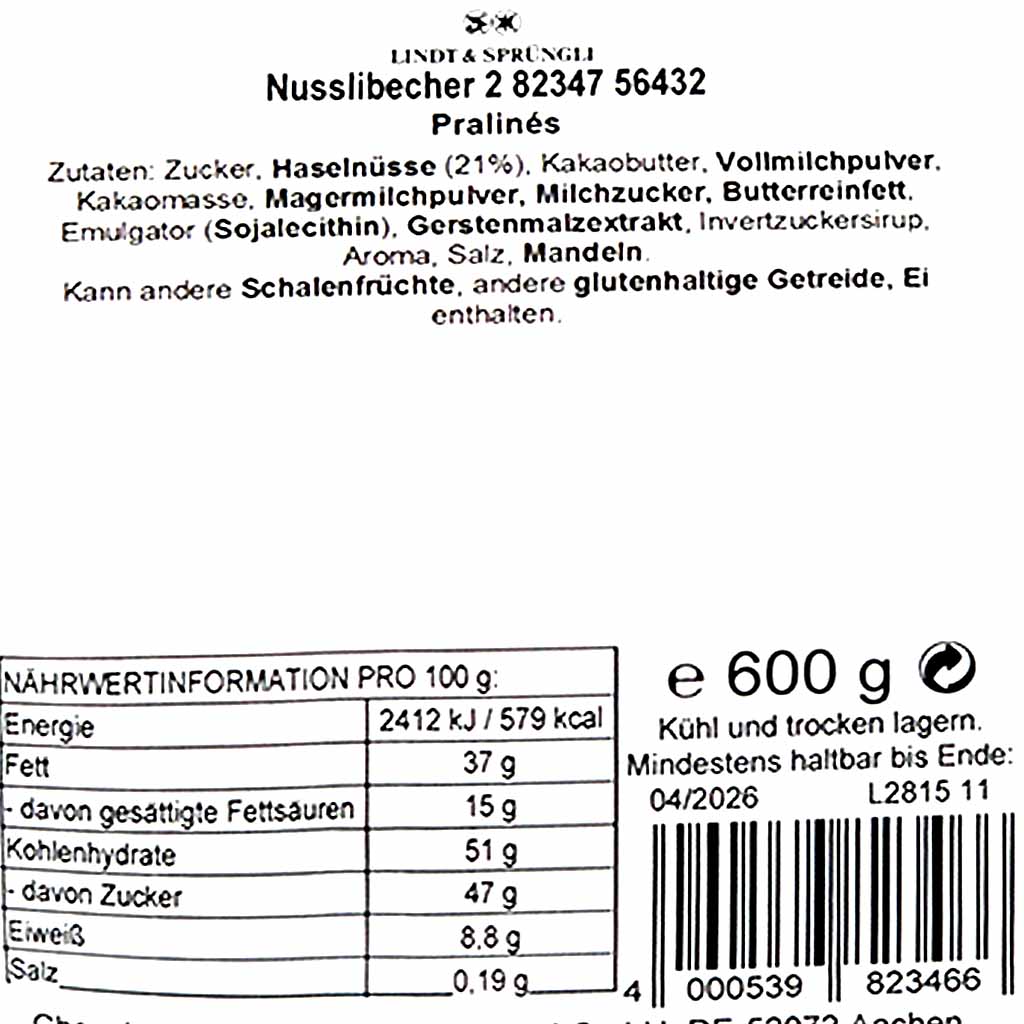 LINDT & SPRÜNGLI
Nusslibecher 2 82347 56432
Pralinés
Zutaten: Zucker, Haselnüsse (21%), Kakaobutter, Vollmilchpulver,
Kakaomasse, Magermilchpulver, Milchzucker, Butterreinfett,
Emulgator (Sojalecithin), Gerstenmalzextrakt, Invertzuckersirup,
Aroma, Salz, Mandeln.
Kann andere Schalenfrüchte, andere glutenhaltige Getreide, Ei
enthalten.
NÄHRWERTINFORMATION PRO 100 g:
Energie 2412 kJ / 579 kcal
Fett 37 g
- davon gesättigte Fettsäuren 15 g
Kohlenhydrate 51 g
- davon Zucker 47 g
Eiweiß 8,8 g
Salz 0,19 g
e 600 g
Kühl und trocken lagern.
Mindestens haltbar bis Ende:
04/2026 L2815 11
4 000539 823466